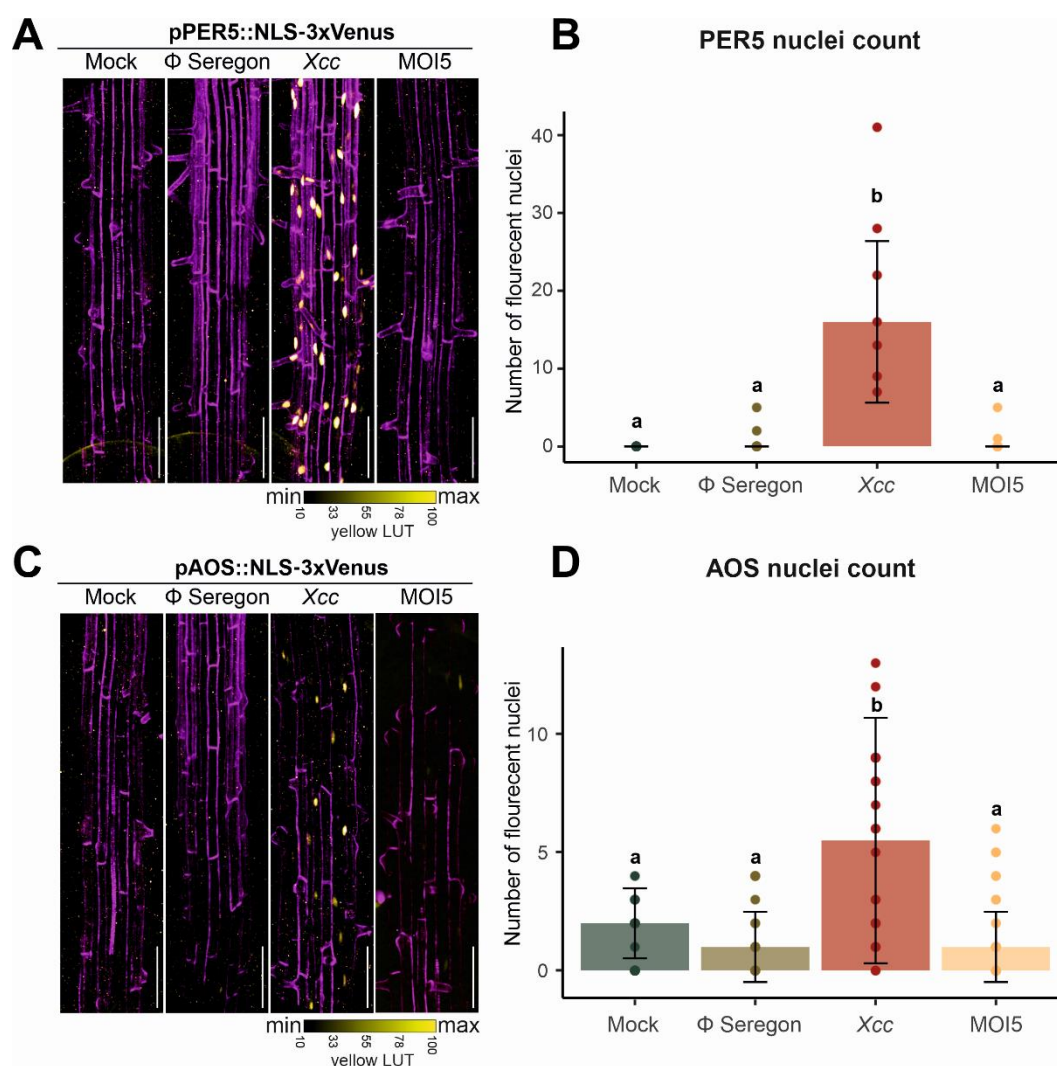 A
pPER5::NLS-3xVenus
Mock Φ Seregon Xcc MOI5
min max
10 33 55 78 100
yellow LUT
B
PER5 nuclei count
Number of flourecent nuclei
40
30
20
10
0
a
a
b
a
Mock Φ Seregon Xcc MOI5
C
pAOS::NLS-3xVenus
Mock Φ Seregon Xcc MOI5
min max
10 33 55 78 100
yellow LUT
D
AOS nuclei count
Number of flourecent nuclei
10
5
0
a
a
b
a
Mock Φ Seregon Xcc MOI5